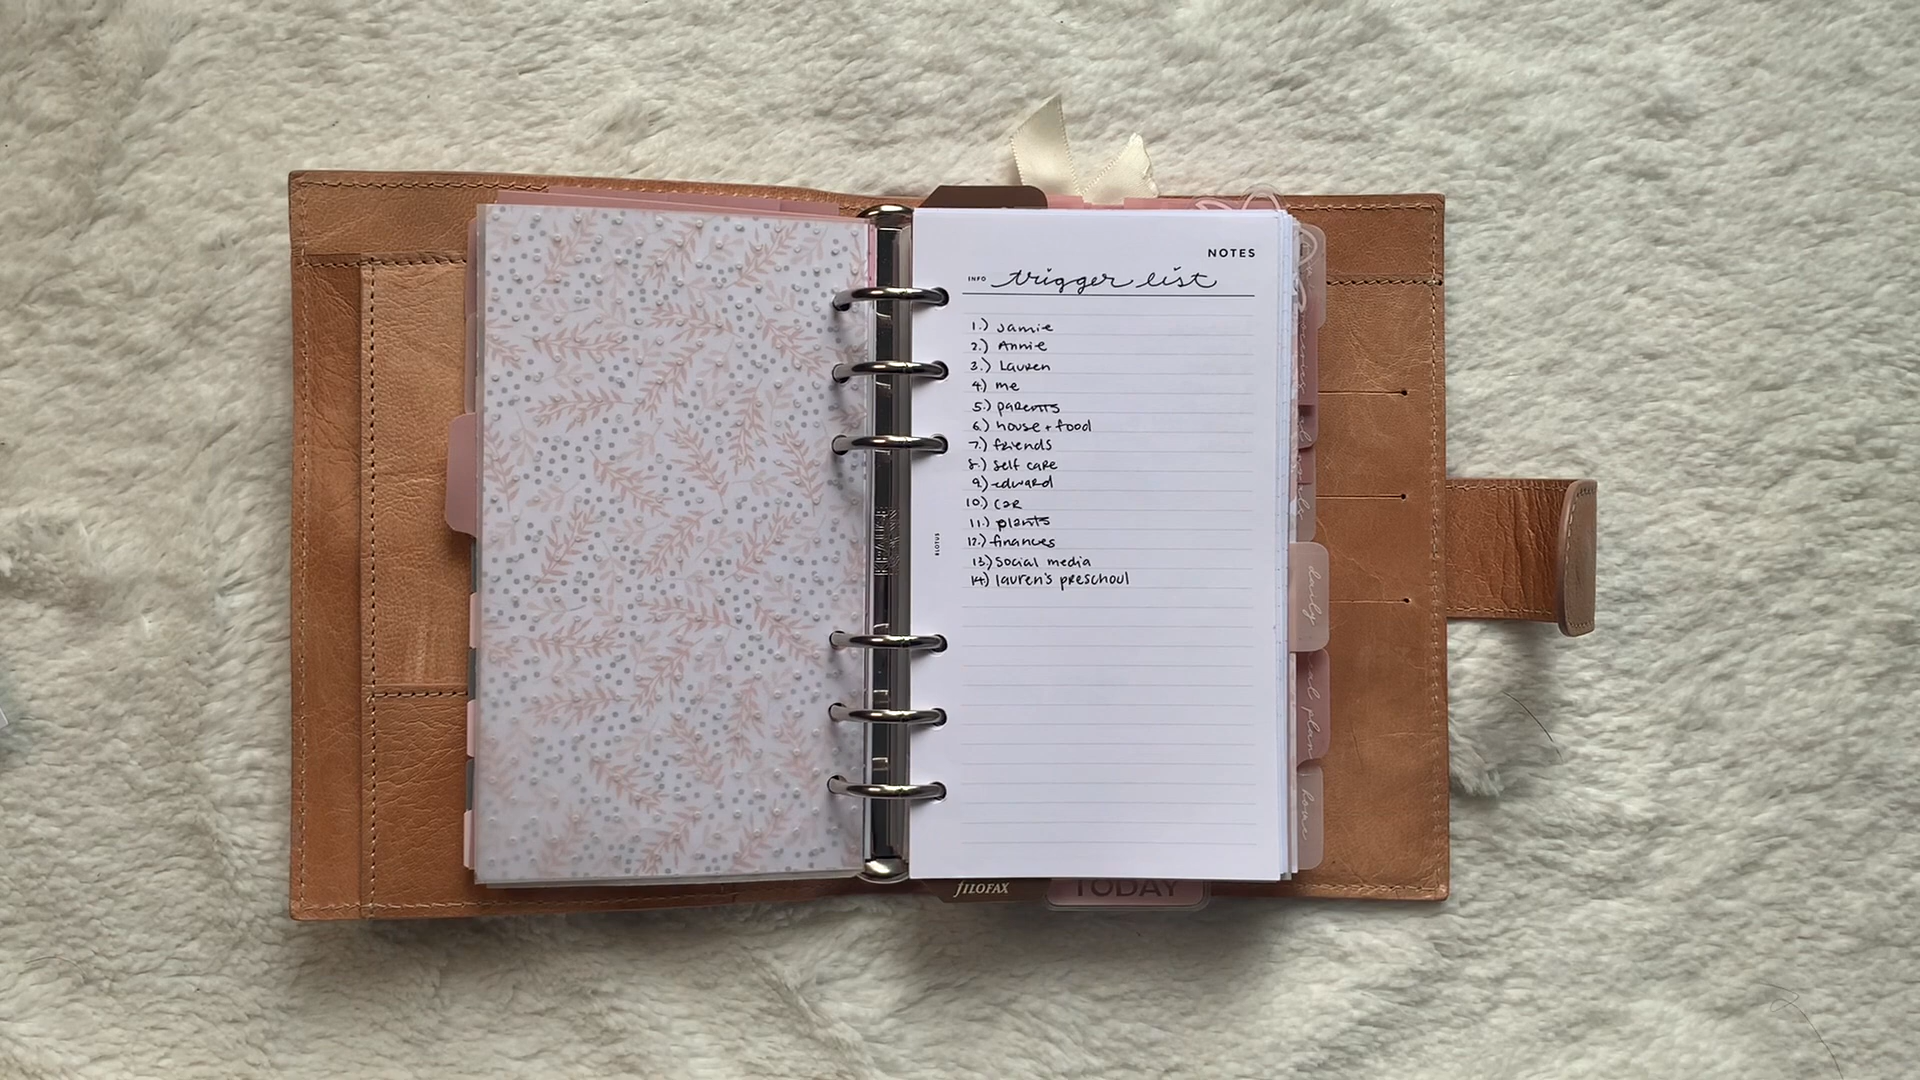 NOTES
INFO trigger list
1.) Jamie
2.) Annie
3.) Lauren
4.) me
5.) parents
6.) house + food
7.) friends
8.) self care
9.) edward
10.) car
11.) plants
12.) finances
13.) Social media
14.) lauren's preschool
daily
home
fILOFAX
TODAY